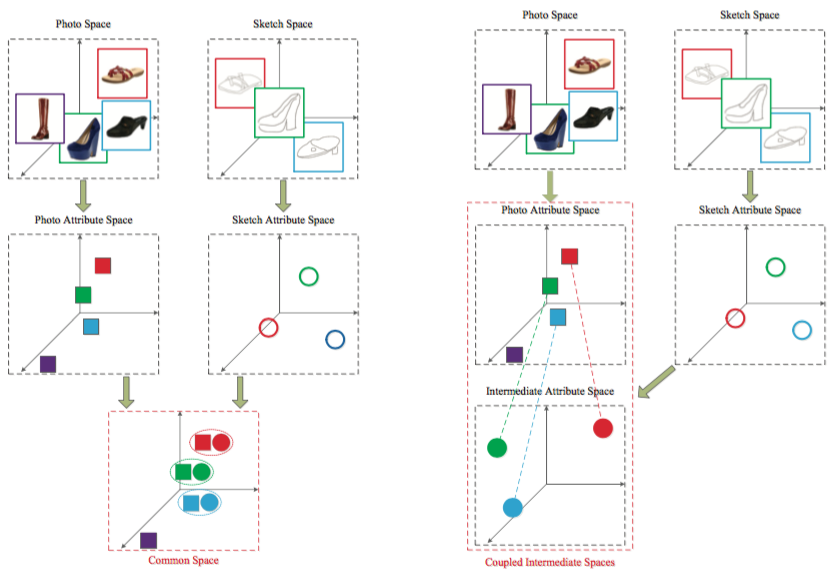 Photo Space
Sketch Space
Photo Attribute Space
Sketch Attribute Space
Common Space
Photo Space
Sketch Space
Photo Attribute Space
Sketch Attribute Space
Intermediate Attribute Space
Coupled Intermediate Spaces